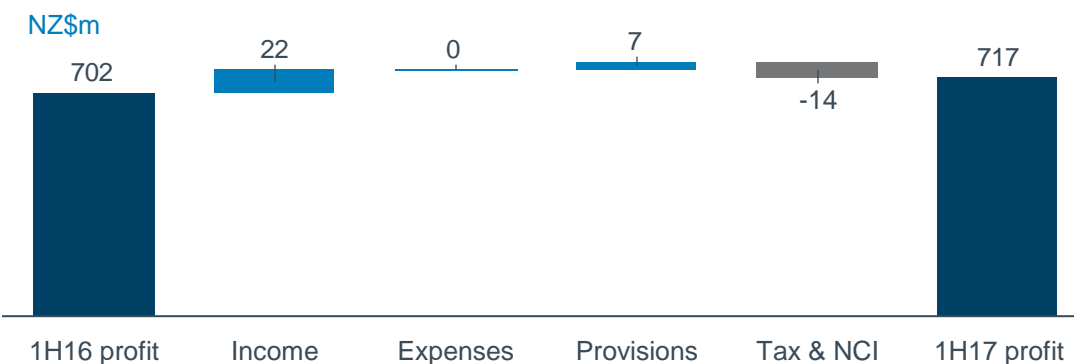 NZ$m
702
22
0
7
-14
717
1H16 profit
Income
Expenses
Provisions
Tax & NCI
1H17 profit